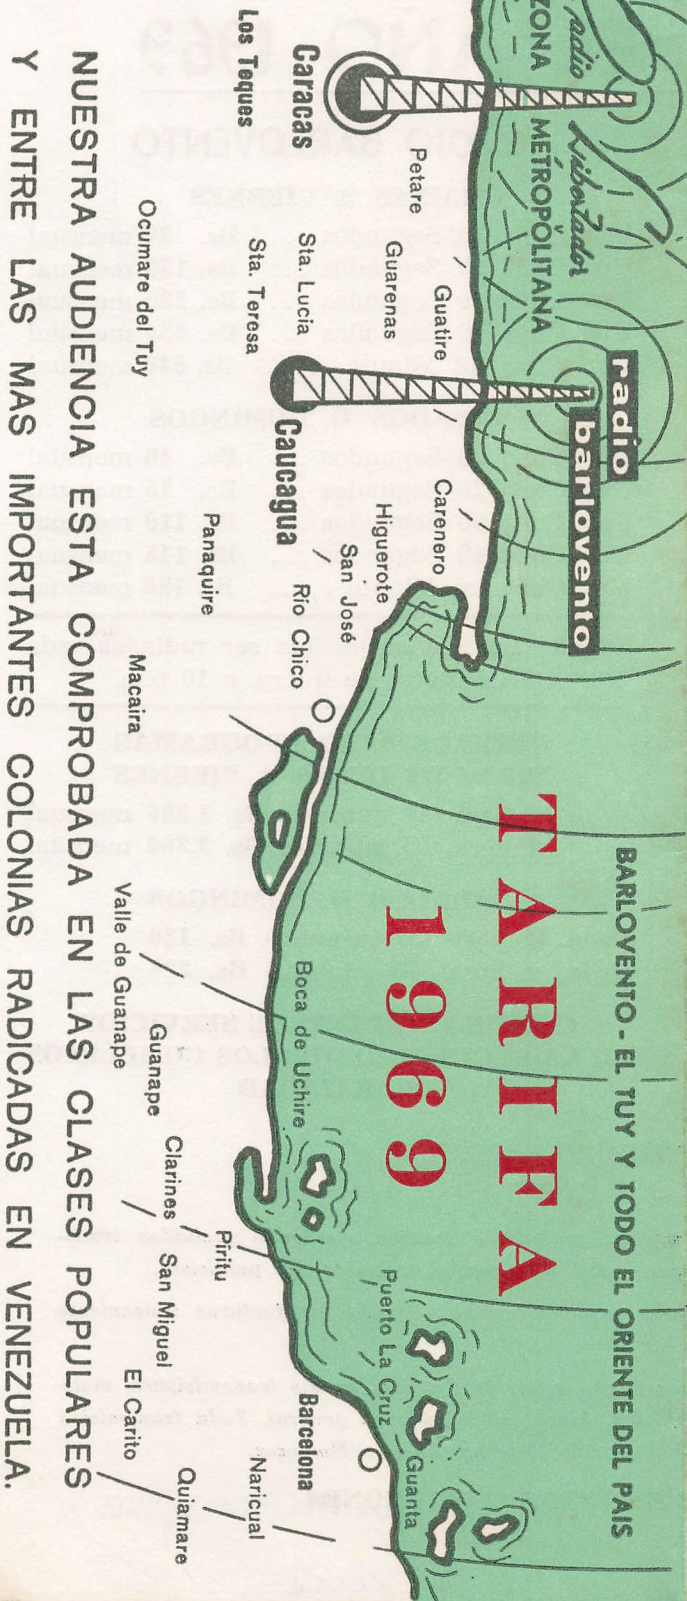 radio Libertador
ZONA METROPOLITANA
radio
barlovento
BARLOVENTO - EL TUY Y TODO EL ORIENTE DEL PAIS
TARIFA
1969
Caracas
Los Teques
Petare
Guarenas
Guatire
Sta. Lucia
Sta. Teresa
Ocumare del Tuy
Caucagua
Carenero
Higuerote
San José
Rio Chico
Panaquire
Macaira
Boca de Uchire
Valle de Guanape
Guanape
Clarines
Piritu
San Miguel
El Carito
Puerto La Cruz
Barcelona
Guanta
Naricual
Quiamare
NUESTRA AUDIENCIA ESTA COMPROBADA EN LAS CLASES POPULARES
Y ENTRE LAS MAS IMPORTANTES COLONIAS RADICADAS EN VENEZUELA.